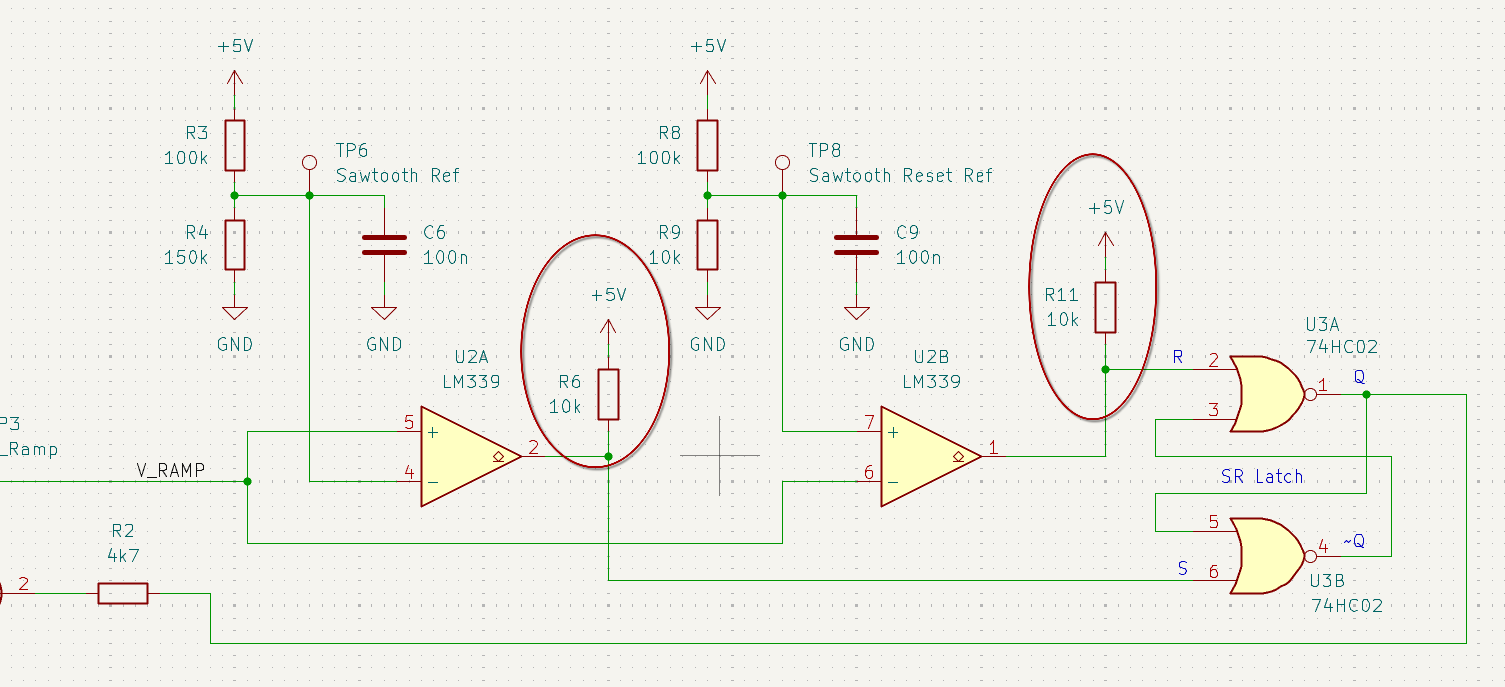 +5V
+5V
R3
100k
TP6
Sawtooth Ref
R8
100k
TP8
Sawtooth Reset Ref
+5V
R4
150k
C6
100n
R9
10k
C9
100n
+5V
R11
10k
GND
GND
GND
GND
U2A
LM339
R6
10k
U2B
LM339
U3A
74HC02
R
2
1
Q
3
5
+
4
−
2
7
+
6
−
1
P3
_Ramp
V_RAMP
SR Latch
5
4
~Q
S
6
U3B
74HC02
R2
4k7
2